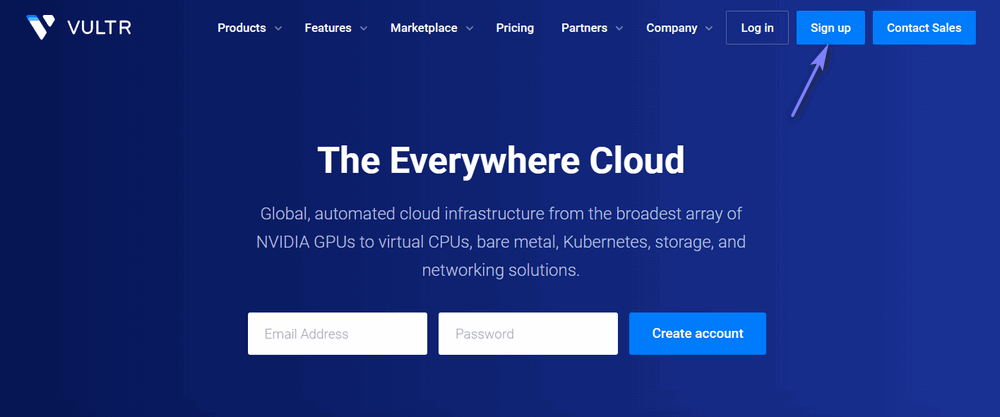 VULTR
Products Features Marketplace Pricing Partners Company Log in Sign up Contact Sales
The Everywhere Cloud
Global, automated cloud infrastructure from the broadest array of
NVIDIA GPUs to virtual CPUs, bare metal, Kubernetes, storage, and
networking solutions.
Email Address Password Create account